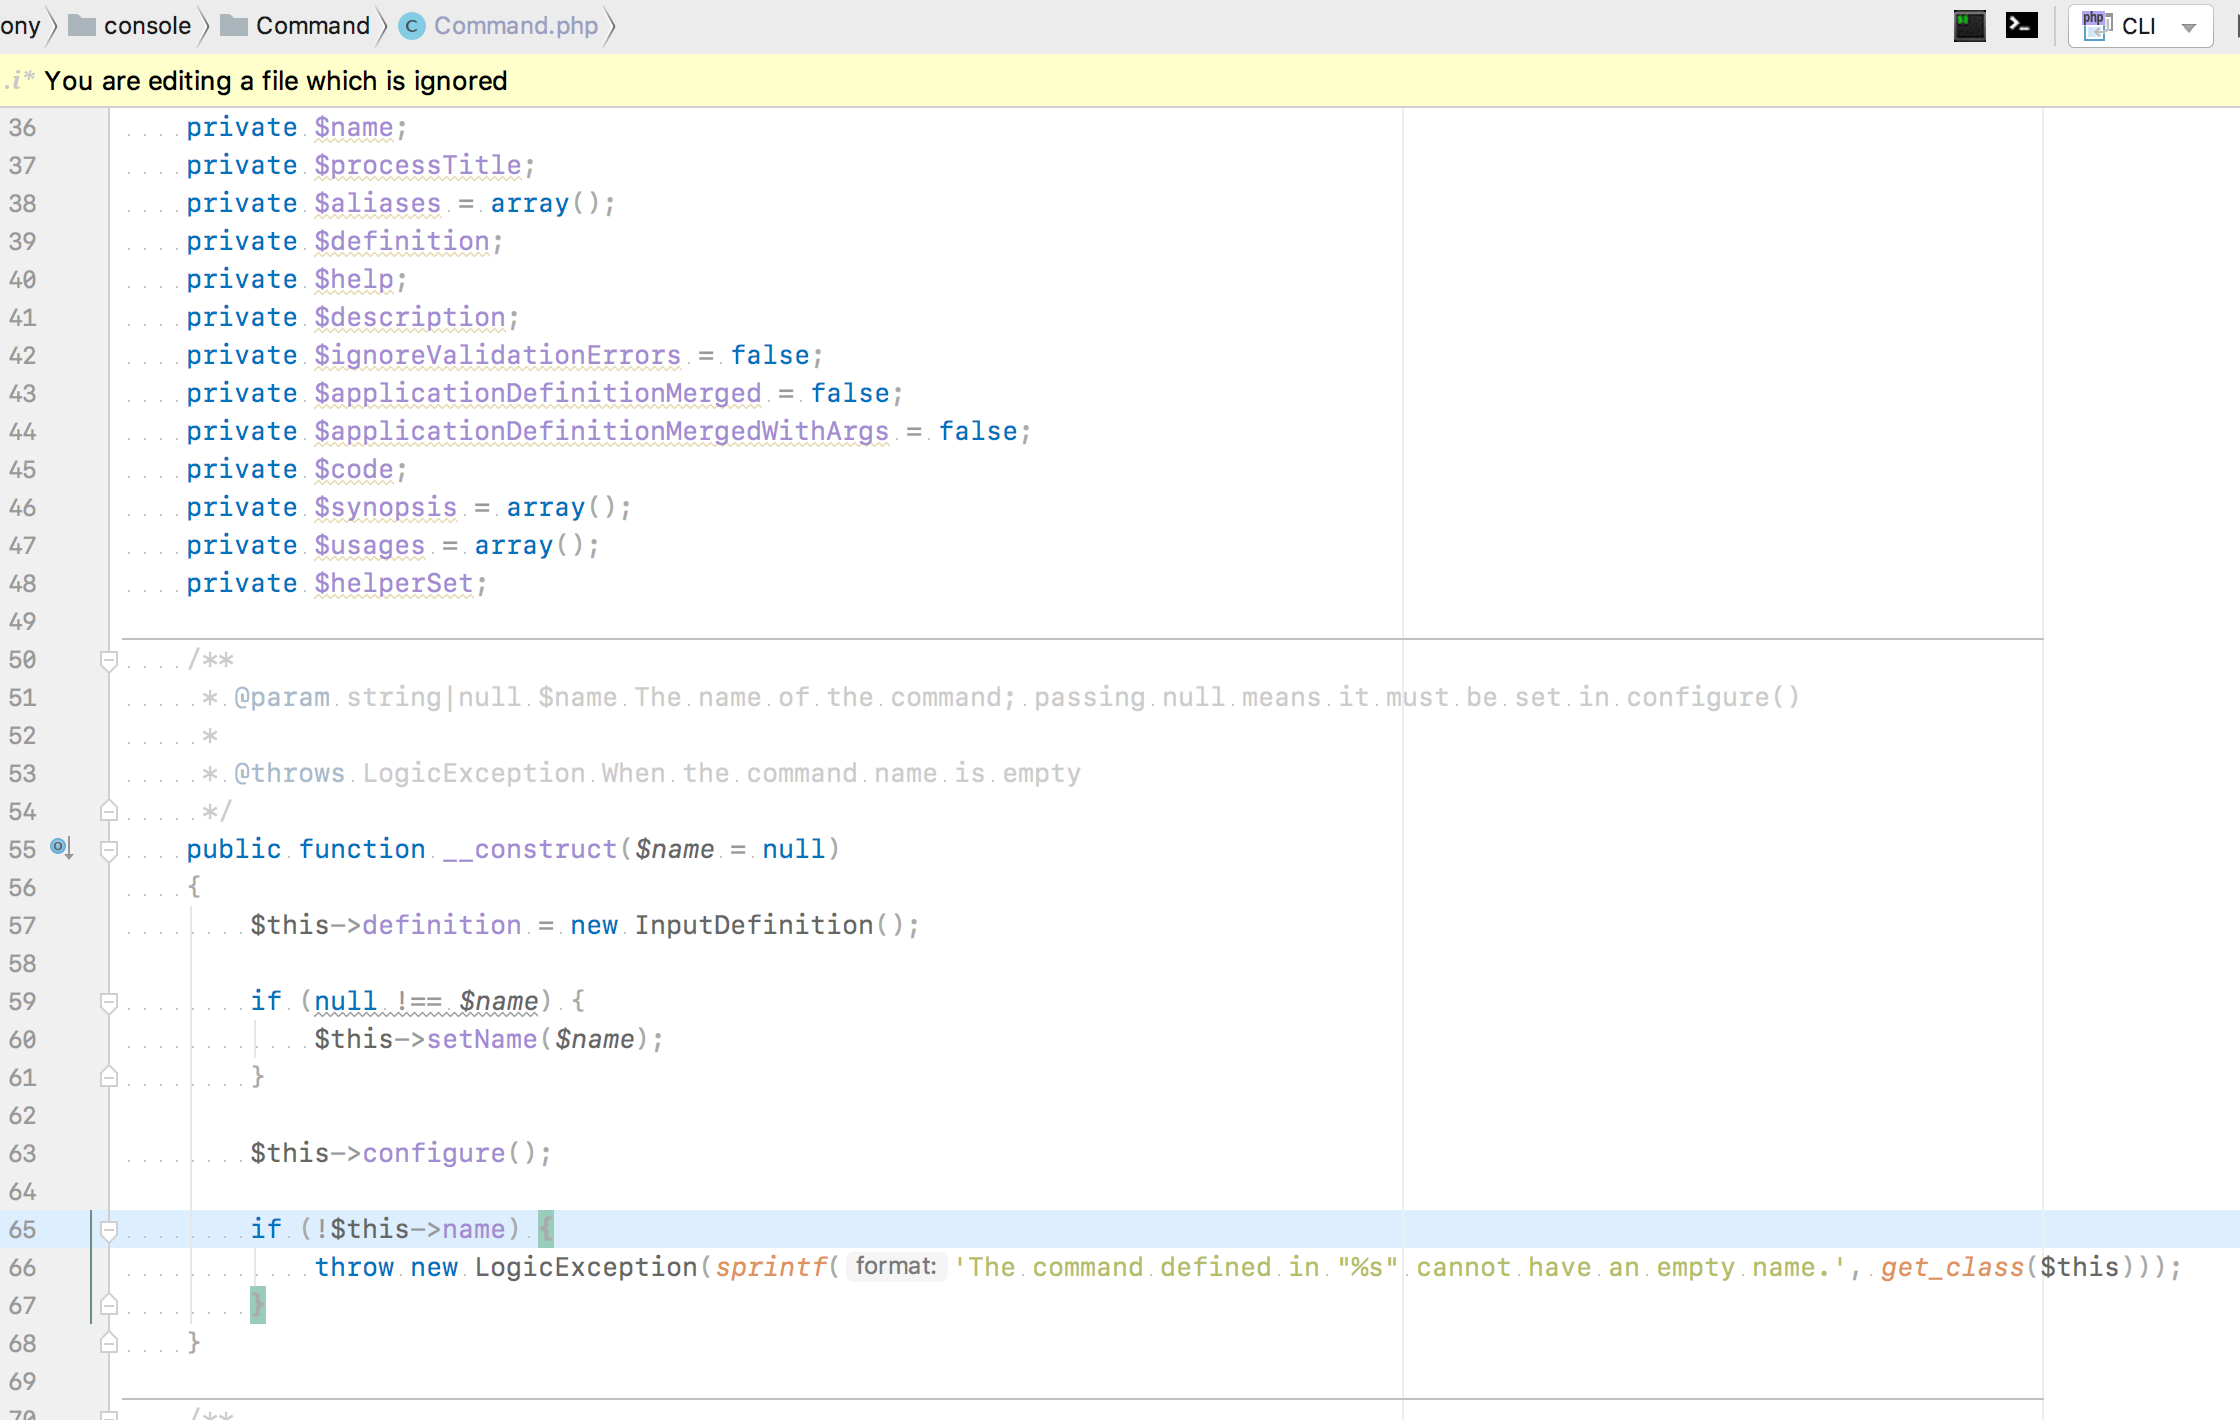 ony console Command C Command.php php CLI
.i* You are editing a file which is ignored
36 private $name;
37 private $processTitle;
38 private $aliases = array();
39 private $definition;
40 private $help;
41 private $description;
42 private $ignoreValidationErrors = false;
43 private $applicationDefinitionMerged = false;
44 private $applicationDefinitionMergedWithArgs = false;
45 private $code;
46 private $synopsis = array();
47 private $usages = array();
48 private $helperSet;
49
50 /**
51 * @param string|null $name The name of the command; passing null means it must be set in configure()
52 *
53 * @throws LogicException When the command name is empty
54 */
55 public function __construct($name = null)
56 {
57 $this->definition = new InputDefinition();
58
59 if (null !== $name) {
60 $this->setName($name);
61 }
62
63 $this->configure();
64
65 if (!$this->name) {
66 throw new LogicException(sprintf( format: 'The command defined in "%s" cannot have an empty name.', get_class($this)));
67 }
68 }
69
70 /**